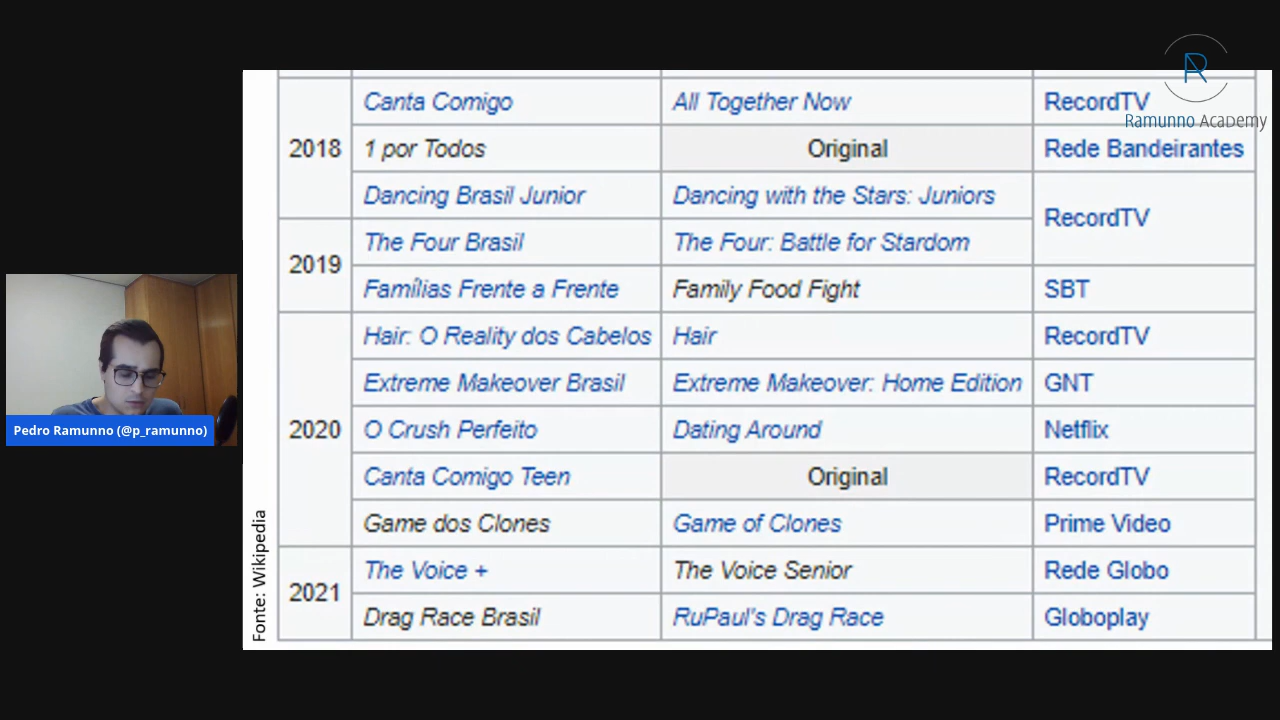 Ramunno Academy
2018
Canta Comigo All Together Now RecordTV
1 por Todos Original Rede Bandeirantes
Dancing Brasil Junior Dancing with the Stars: Juniors RecordTV
2019
The Four Brasil The Four: Battle for Stardom
Famílias Frente a Frente Family Food Fight SBT
2020
Hair: O Reality dos Cabelos Hair RecordTV
Extreme Makeover Brasil Extreme Makeover: Home Edition GNT
O Crush Perfeito Dating Around Netflix
Canta Comigo Teen Original RecordTV
Game dos Clones Game of Clones Prime Video
2021
The Voice + The Voice Senior Rede Globo
Drag Race Brasil RuPaul's Drag Race Globoplay
Fonte: Wikipedia
Pedro Ramunno (@p_ramunno)